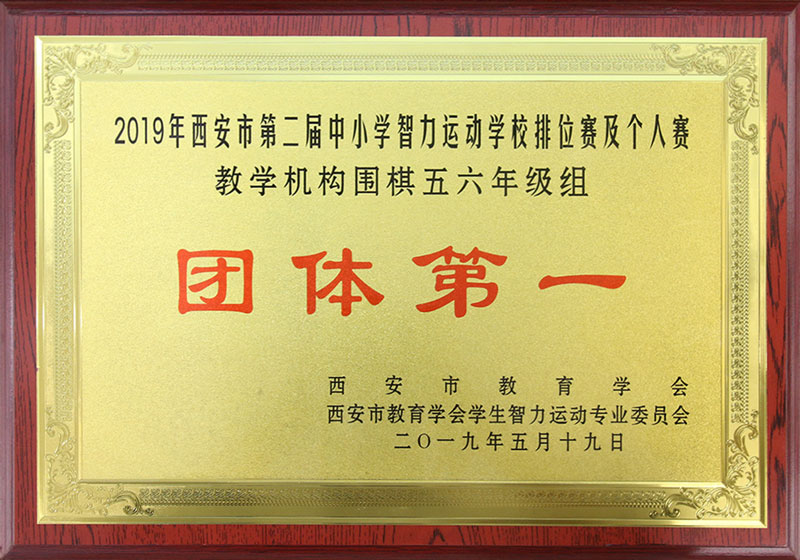 2019年西安市第二届中小学智力运动学校排位赛及个人赛
教学机构围棋五六年级组
团体第一
西安市教育学会
西安市教育学会学生智力运动专业委员会
二〇一九年五月十九日